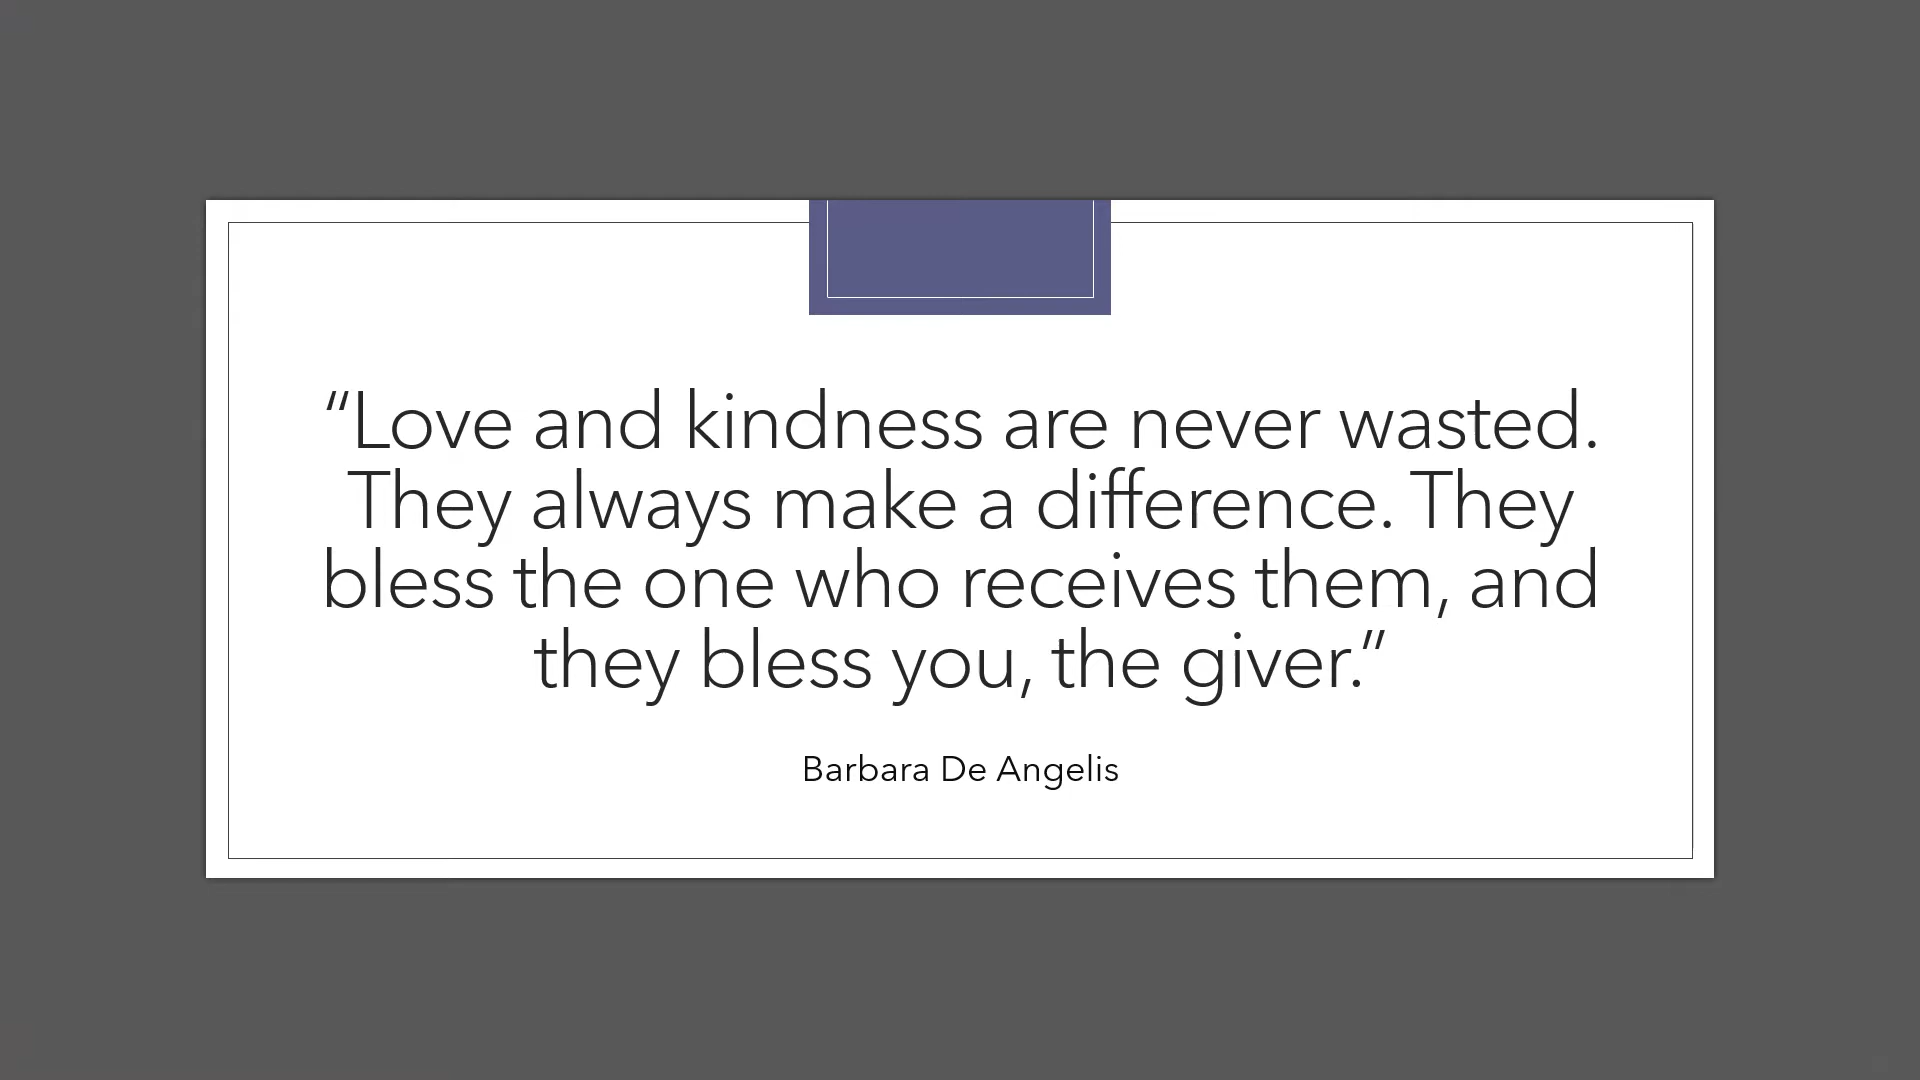 “Love and kindness are never wasted.
They always make a difference. They
bless the one who receives them, and
they bless you, the giver.”
Barbara De Angelis